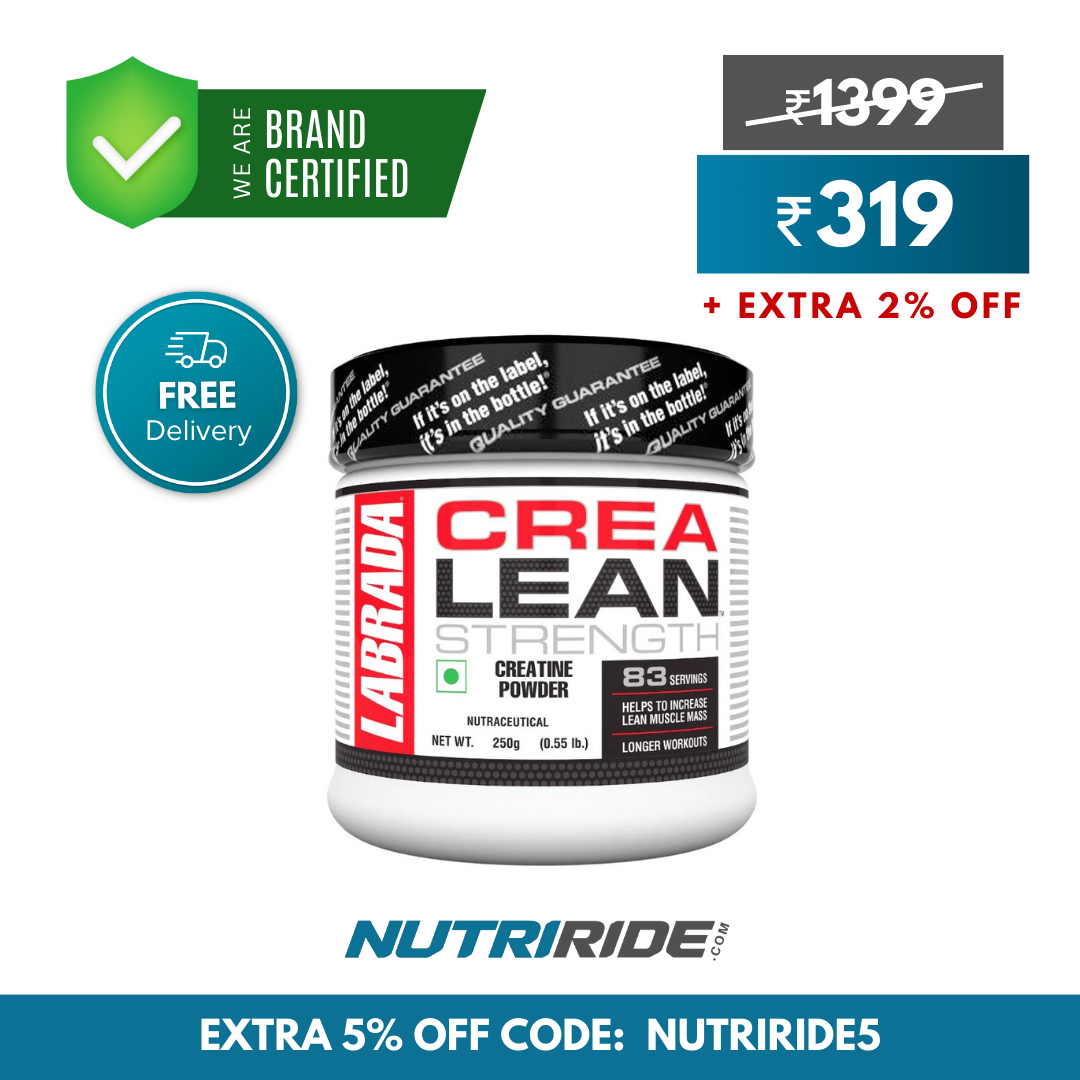 WE ARE
BRAND
CERTIFIED
₹1399
₹319
+ EXTRA 2% OFF
FREE
Delivery
QUALITY GUARANTEE
If it's on the label,
it's in the bottle!®
QUALITY GUARANTEE
If it's on the label,
it's in the bottle!®
QUALITY GUARANTEE
LABRADA
CREA
LEAN™
STRENGTH
CREATINE
POWDER
NUTRACEUTICAL
NET WT. 250g (0.55 lb.)
83 SERVINGS
HELPS TO INCREASE
LEAN MUSCLE MASS
LONGER WORKOUTS
NUTRIRIDE.COM
EXTRA 5% OFF CODE: NUTRIRIDE5